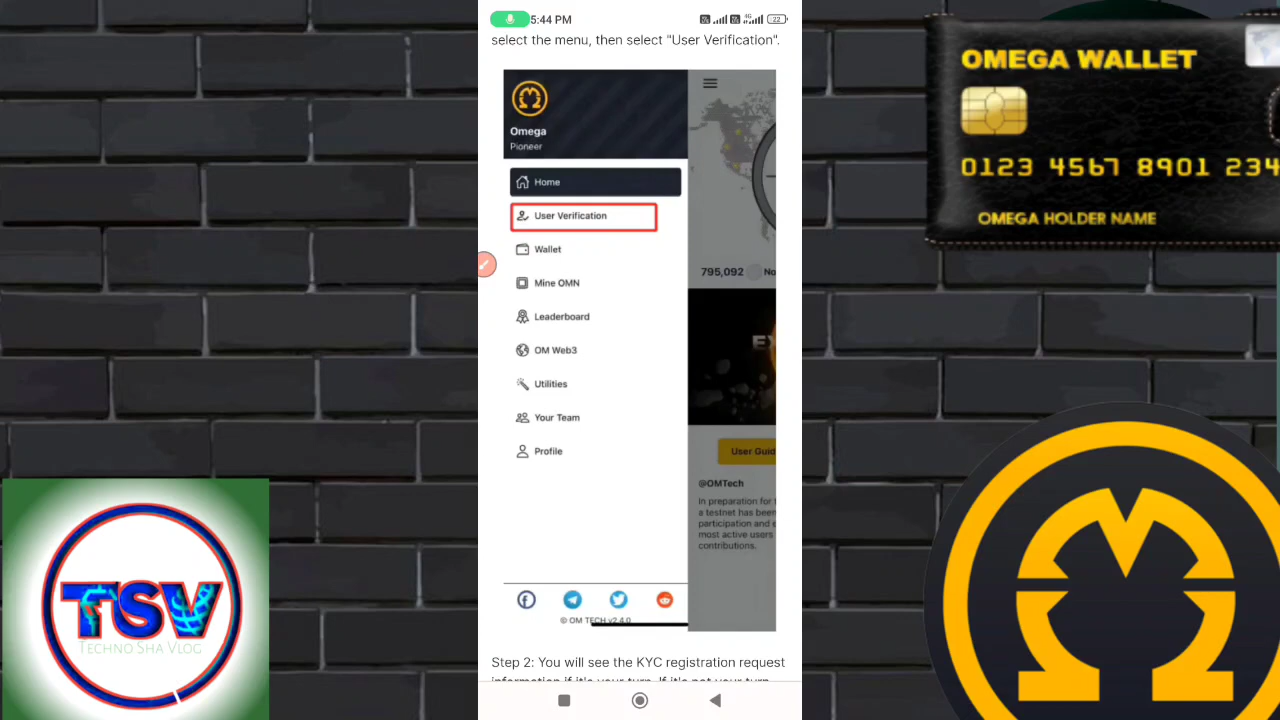 5:44 PM
22
select the menu, then select "User Verification".
Omega
Pioneer
Home
User Verification
Wallet
Mine OMN
Leaderboard
OM Web3
Utilities
Your Team
Profile
© OM TECH v2.4.0
795,092 No
EX
User Guid
@OMTech
In preparation for t
a testnet has been
participation and e
most active users
contributions.
Step 2: You will see the KYC registration request
information if it's your turn. If it's not your turn
OMEGA WALLET
0123 4567 8901 234
OMEGA HOLDER NAME
TSV
TECHNO SHA VLOG